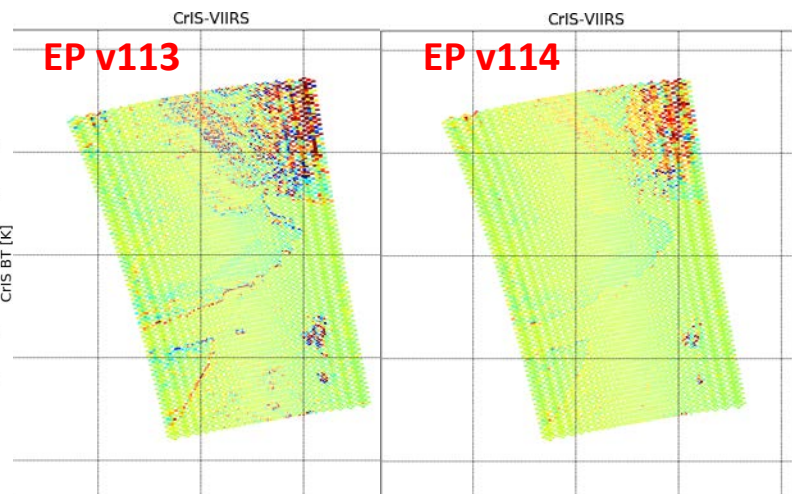 CrIS-VIIRS
EP v113
CrIS BT [K]
CrIS-VIIRS
EP v114